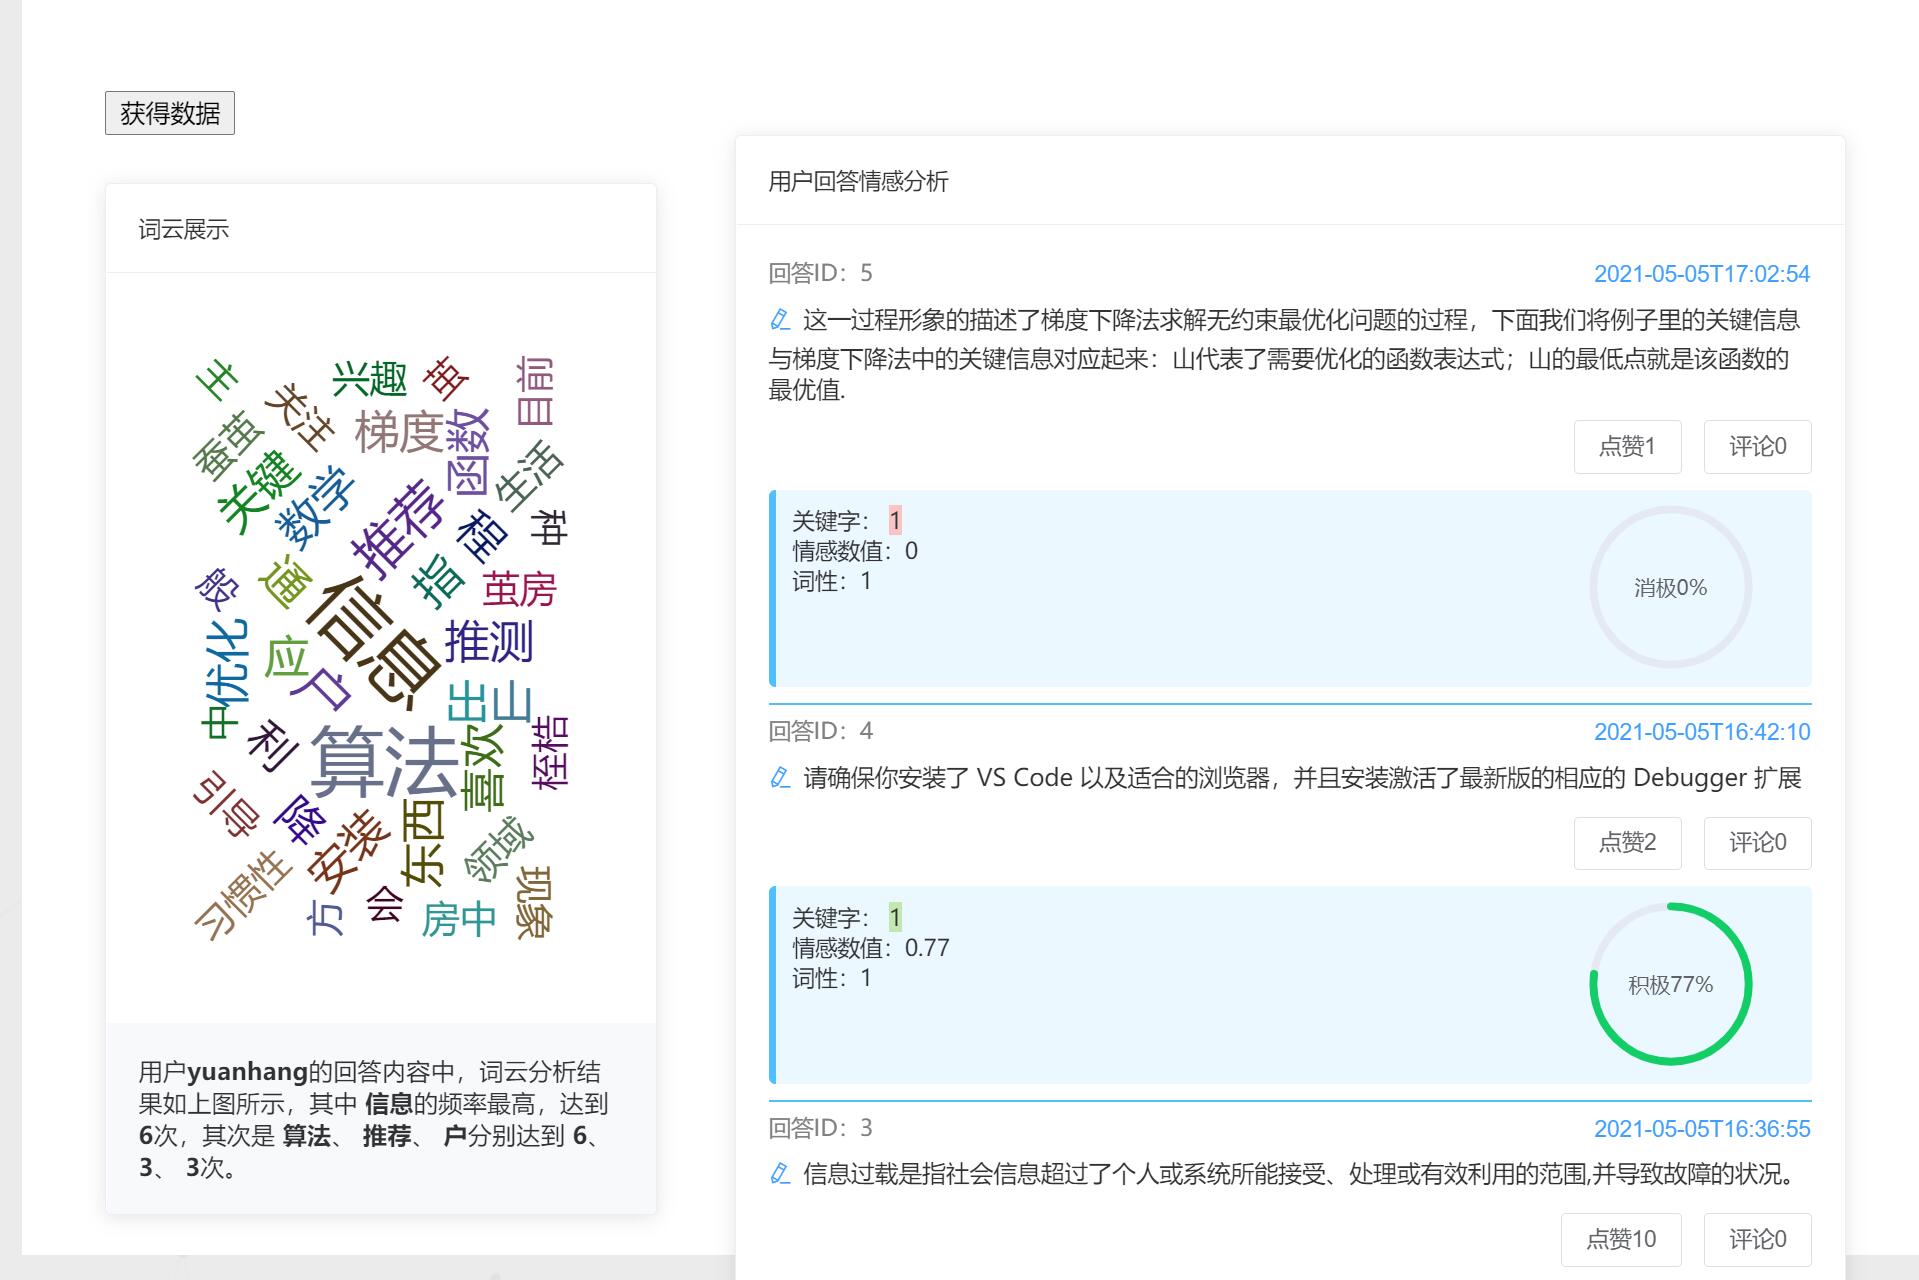 获得数据
词云展示
主
兴趣
茧
目前
关注
蚕茧
梯度
函数
生活
关键
数学
推荐
程
种
般
通
指
茧房
信息
优化
应
户
推测
出
山
中
利
算法
喜欢
桎梏
引导
降
安装
东西
领域
习惯性
方
会
房中
现象
用户yuanhang的回答内容中，词云分析结
果如上图所示，其中 信息的频率最高，达到
6次，其次是 算法、 推荐、 户分别达到 6、
3、 3次。
用户回答情感分析
回答ID：5 2021-05-05T17:02:54
这一过程形象的描述了梯度下降法求解无约束最优化问题的过程，下面我们将例子里的关键信息
与梯度下降法中的关键信息对应起来：山代表了需要优化的函数表达式；山的最低点就是该函数的
最优值.
点赞1 评论0
关键字： 1
情感数值：0
词性：1
消极0%
回答ID：4 2021-05-05T16:42:10
请确保你安装了 VS Code 以及适合的浏览器，并且安装激活了最新版的相应的 Debugger 扩展
点赞2 评论0
关键字： 1
情感数值：0.77
词性：1
积极77%
回答ID：3 2021-05-05T16:36:55
信息过载是指社会信息超过了个人或系统所能接受、处理或有效利用的范围,并导致故障的状况。
点赞10 评论0